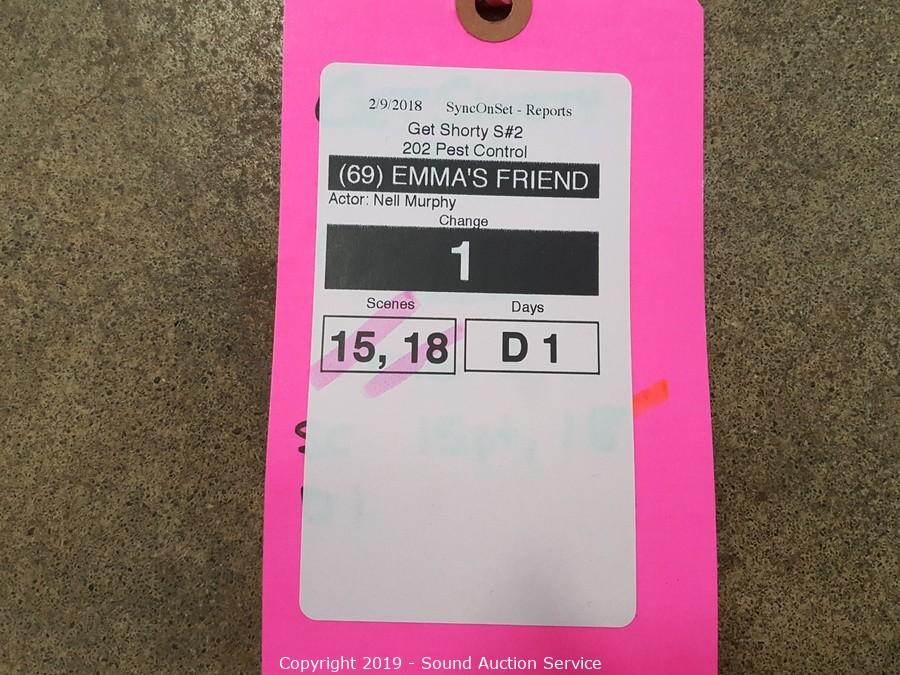 2/9/2018 SyncOnSet - Reports
Get Shorty S#2
202 Pest Control
(69) EMMA'S FRIEND
Actor: Nell Murphy
Change
1
Scenes Days
15, 18 D 1
Copyright 2019 - Sound Auction Service